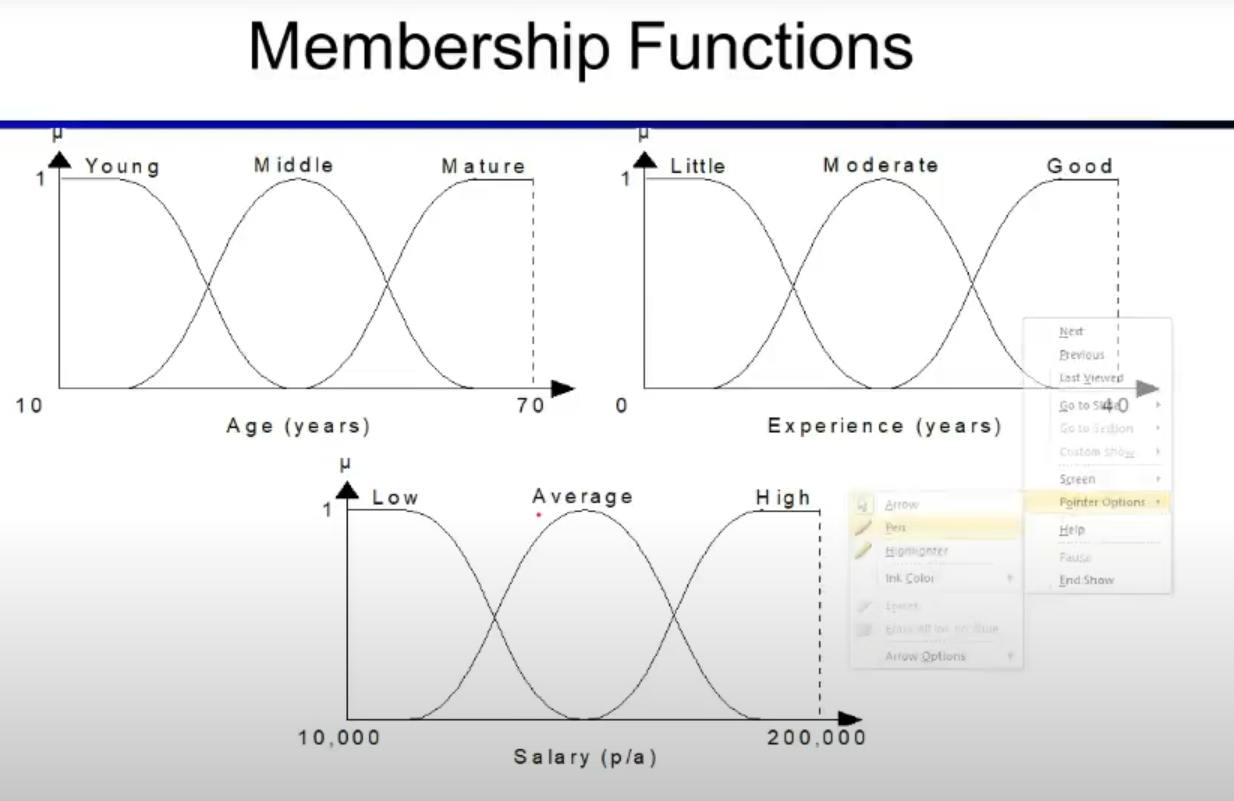 Membership Functions
μ
1
Young Middle Mature
10 70
Age (years)
μ
1
Little Moderate Good
0 40
Experience (years)
μ
1
Low Average High
10,000 200,000
Salary (p/a)
Next
Previous
Last Viewed
Go to Slide
Go to Section
Custom Show
Screen
Pointer Options
Help
Pause
End Show
Arrow
Pen
Highlighter
Ink Color
Eraser
Erase All Ink on Slide
Arrow Options